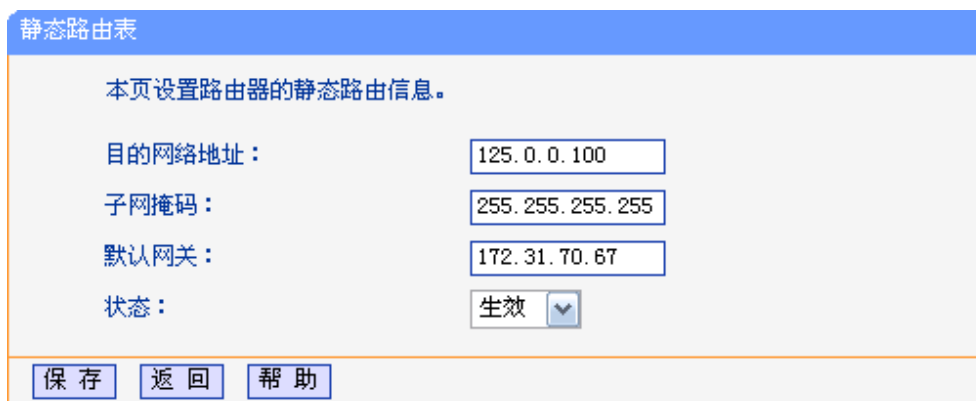 静态路由表
本页设置路由器的静态路由信息。
目的网络地址： 125.0.0.100
子网掩码： 255.255.255.255
默认网关： 172.31.70.67
状态： 生效
保 存 返 回 帮 助